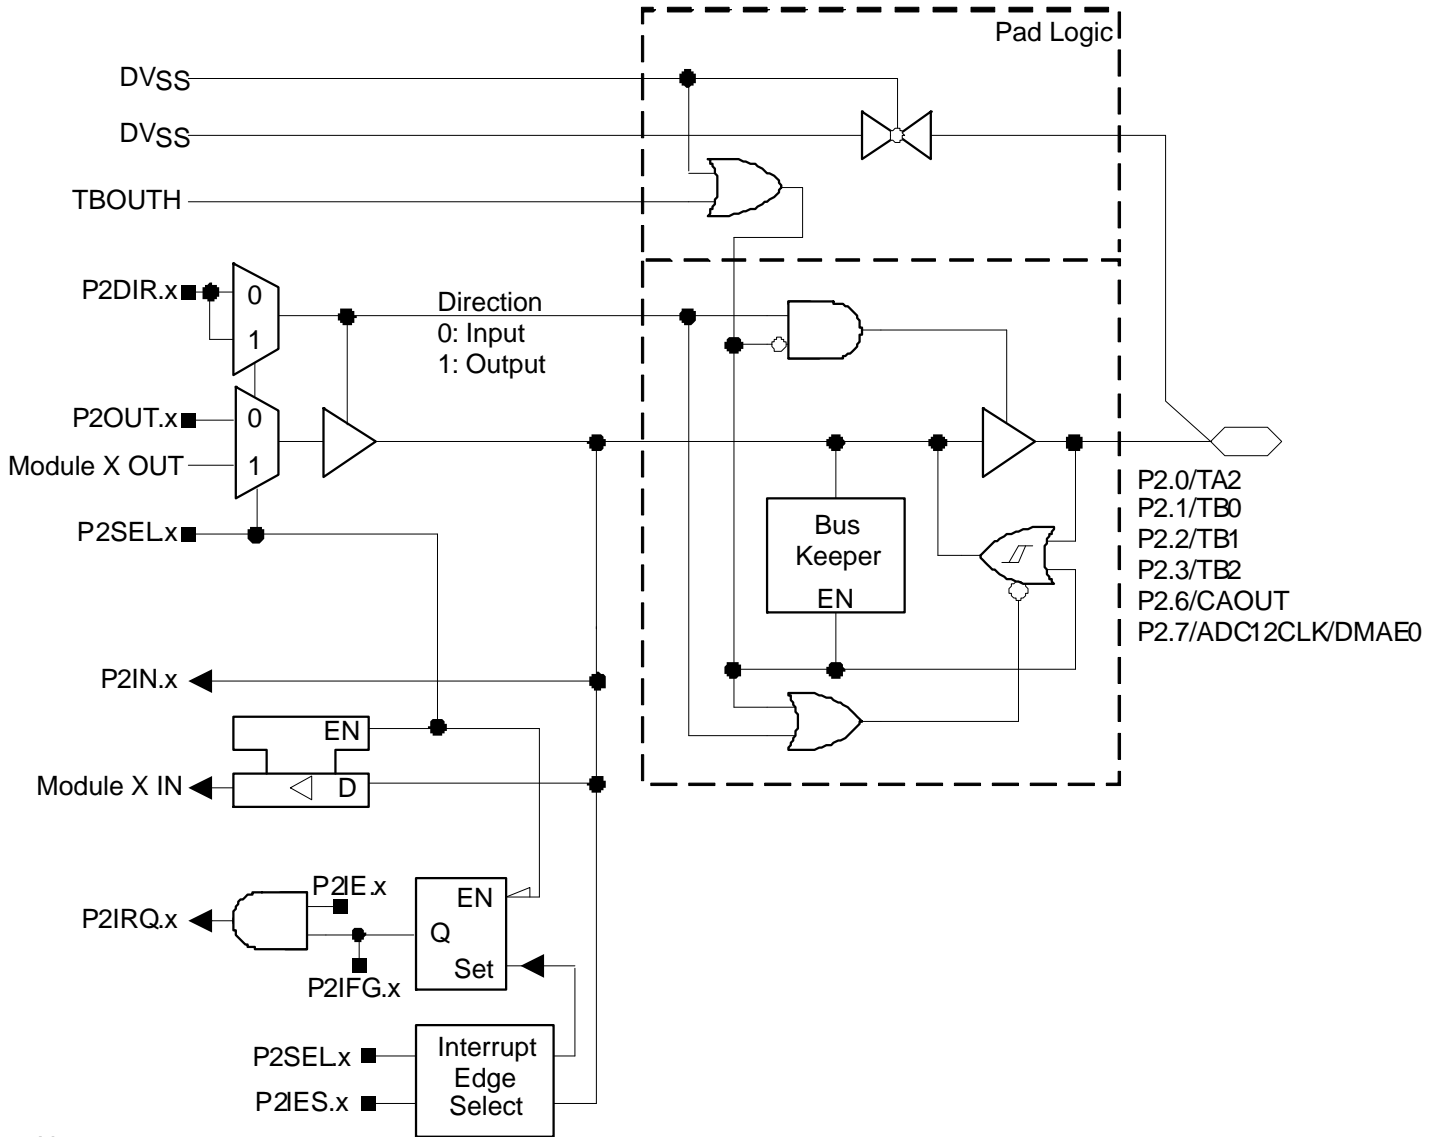 Pad Logic
DVSS
DVSS
TBOUTH
P2DIR.x
0
1
Direction
0: Input
1: Output
P2OUT.x
0
Module X OUT
1
P2SEL.x
Bus
Keeper
EN
P2.0/TA2
P2.1/TB0
P2.2/TB1
P2.3/TB2
P2.6/CAOUT
P2.7/ADC12CLK/DMAE0
P2IN.x
EN
Module X IN
D
P2IE.x
P2IRQ.x
EN
Q
Set
P2IFG.x
P2SEL.x
P2IES.x
Interrupt
Edge
Select